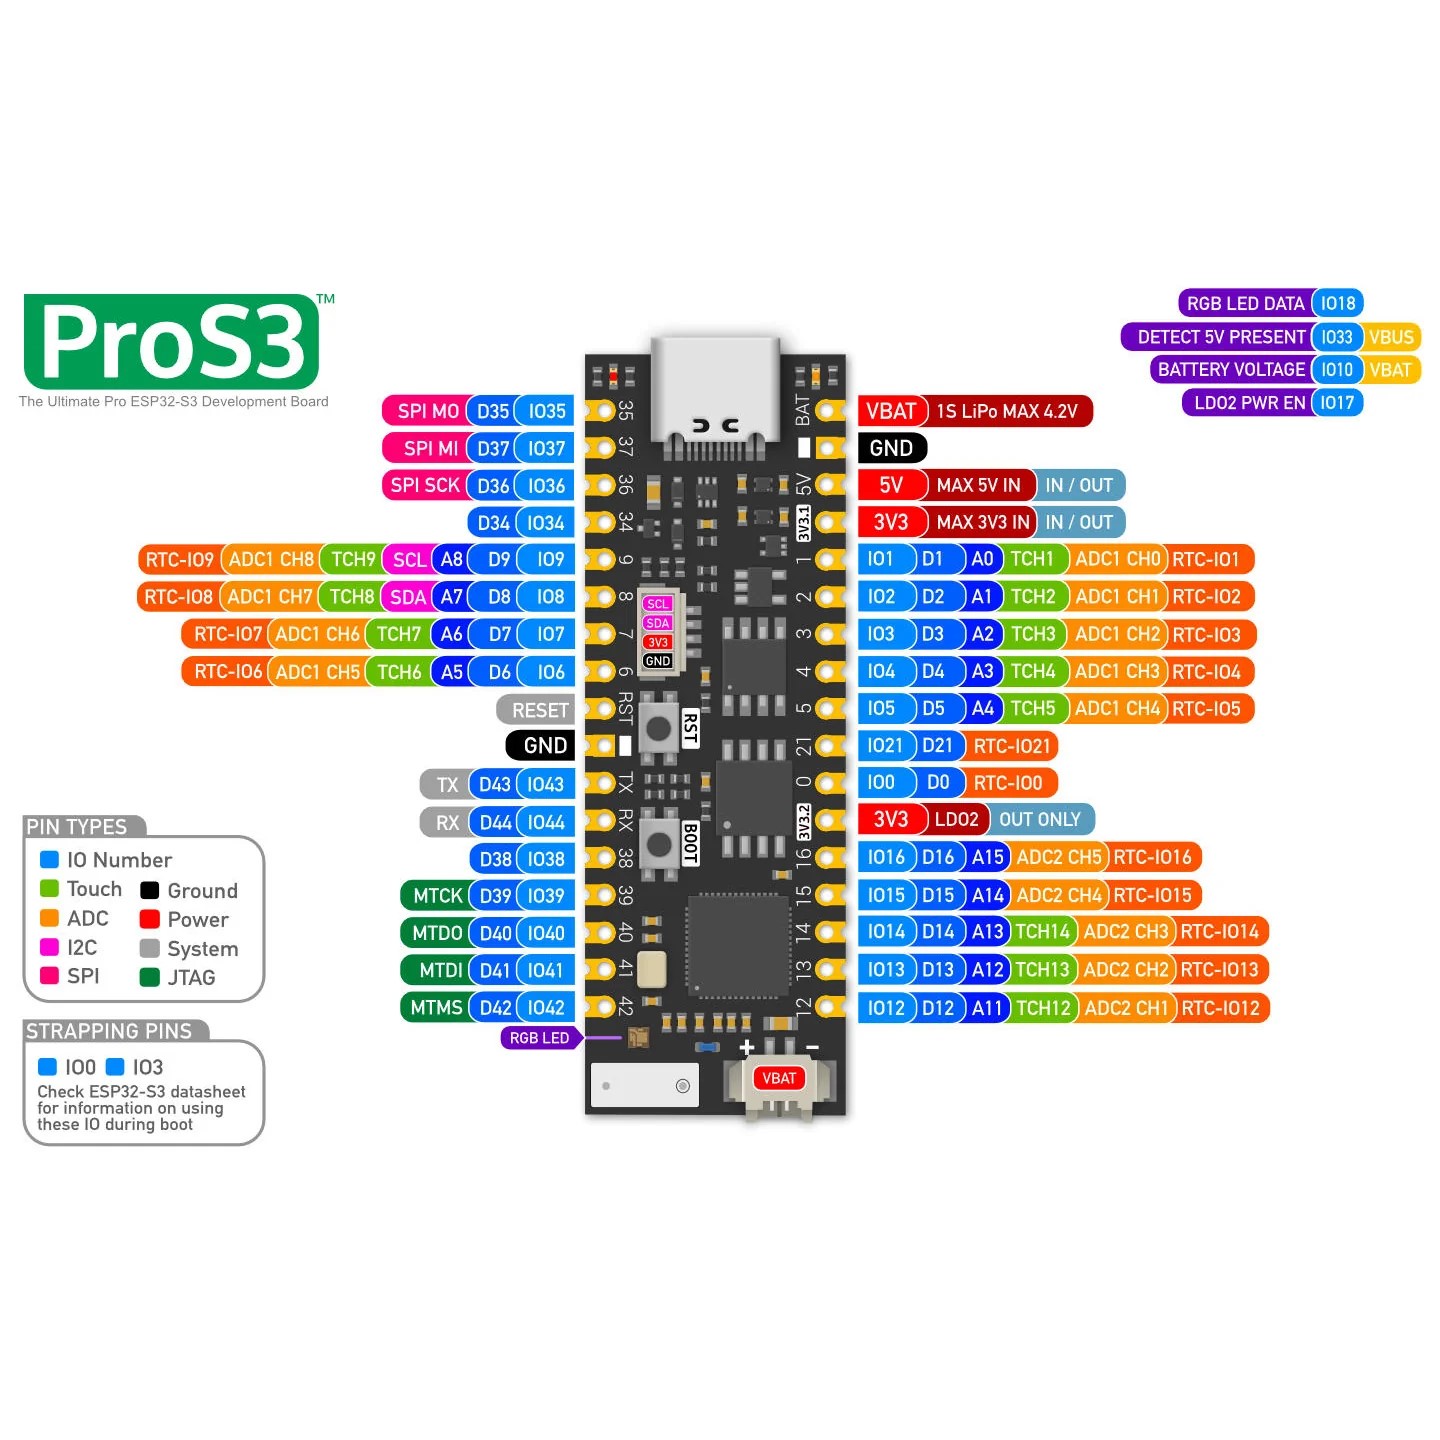 ProS3™
The Ultimate Pro ESP32-S3 Development Board
RGB LED DATA IO18
DETECT 5V PRESENT IO33 VBUS
BATTERY VOLTAGE IO10 VBAT
LDO2 PWR EN IO17
SPI MO D35 IO35
SPI MI D37 IO37
SPI SCK D36 IO36
D34 IO34
RTC-IO9 ADC1 CH8 TCH9 SCL A8 D9 IO9
RTC-IO8 ADC1 CH7 TCH8 SDA A7 D8 IO8
RTC-IO7 ADC1 CH6 TCH7 A6 D7 IO7
RTC-IO6 ADC1 CH5 TCH6 A5 D6 IO6
RESET
GND
TX D43 IO43
RX D44 IO44
D38 IO38
MTCK D39 IO39
MTDO D40 IO40
MTDI D41 IO41
MTMS D42 IO42
RGB LED
35
37
36
34
9
8
7
6
RST
TX
RX
38
39
40
41
42
SCL
SDA
3V3
GND
RST
BOOT
BAT
5V
3V3.1
1
2
3
4
5
21
0
3V3.2
16
15
14
13
12
+ −
VBAT
VBAT 1S LiPo MAX 4.2V
GND
5V MAX 5V IN IN / OUT
3V3 MAX 3V3 IN IN / OUT
IO1 D1 A0 TCH1 ADC1 CH0 RTC-IO1
IO2 D2 A1 TCH2 ADC1 CH1 RTC-IO2
IO3 D3 A2 TCH3 ADC1 CH2 RTC-IO3
IO4 D4 A3 TCH4 ADC1 CH3 RTC-IO4
IO5 D5 A4 TCH5 ADC1 CH4 RTC-IO5
IO21 D21 RTC-IO21
IO0 D0 RTC-IO0
3V3 LDO2 OUT ONLY
IO16 D16 A15 ADC2 CH5 RTC-IO16
IO15 D15 A14 ADC2 CH4 RTC-IO15
IO14 D14 A13 TCH14 ADC2 CH3 RTC-IO14
IO13 D13 A12 TCH13 ADC2 CH2 RTC-IO13
IO12 D12 A11 TCH12 ADC2 CH1 RTC-IO12
PIN TYPES
IO Number
Touch Ground
ADC Power
I2C System
SPI JTAG
STRAPPING PINS
IO0 IO3
Check ESP32-S3 datasheet
for information on using
these IO during boot